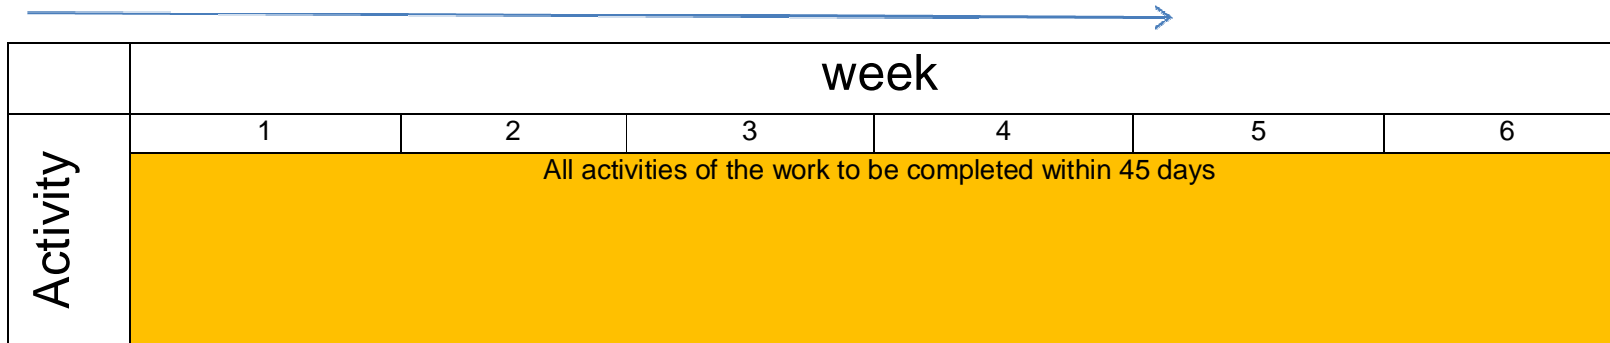 week
1 2 3 4 5 6
Activity
All activities of the work to be completed within 45 days